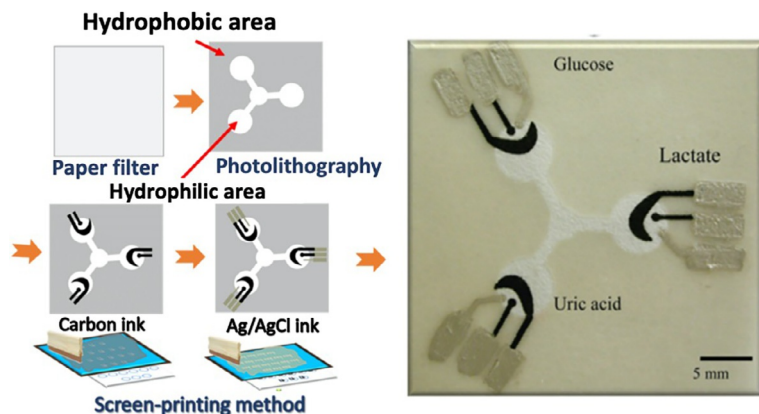 Hydrophobic area
Paper filter
Photolithography
Hydrophilic area
Carbon ink
Ag/AgCl ink
Screen-printing method
Glucose
Lactate
Uric acid
5 mm